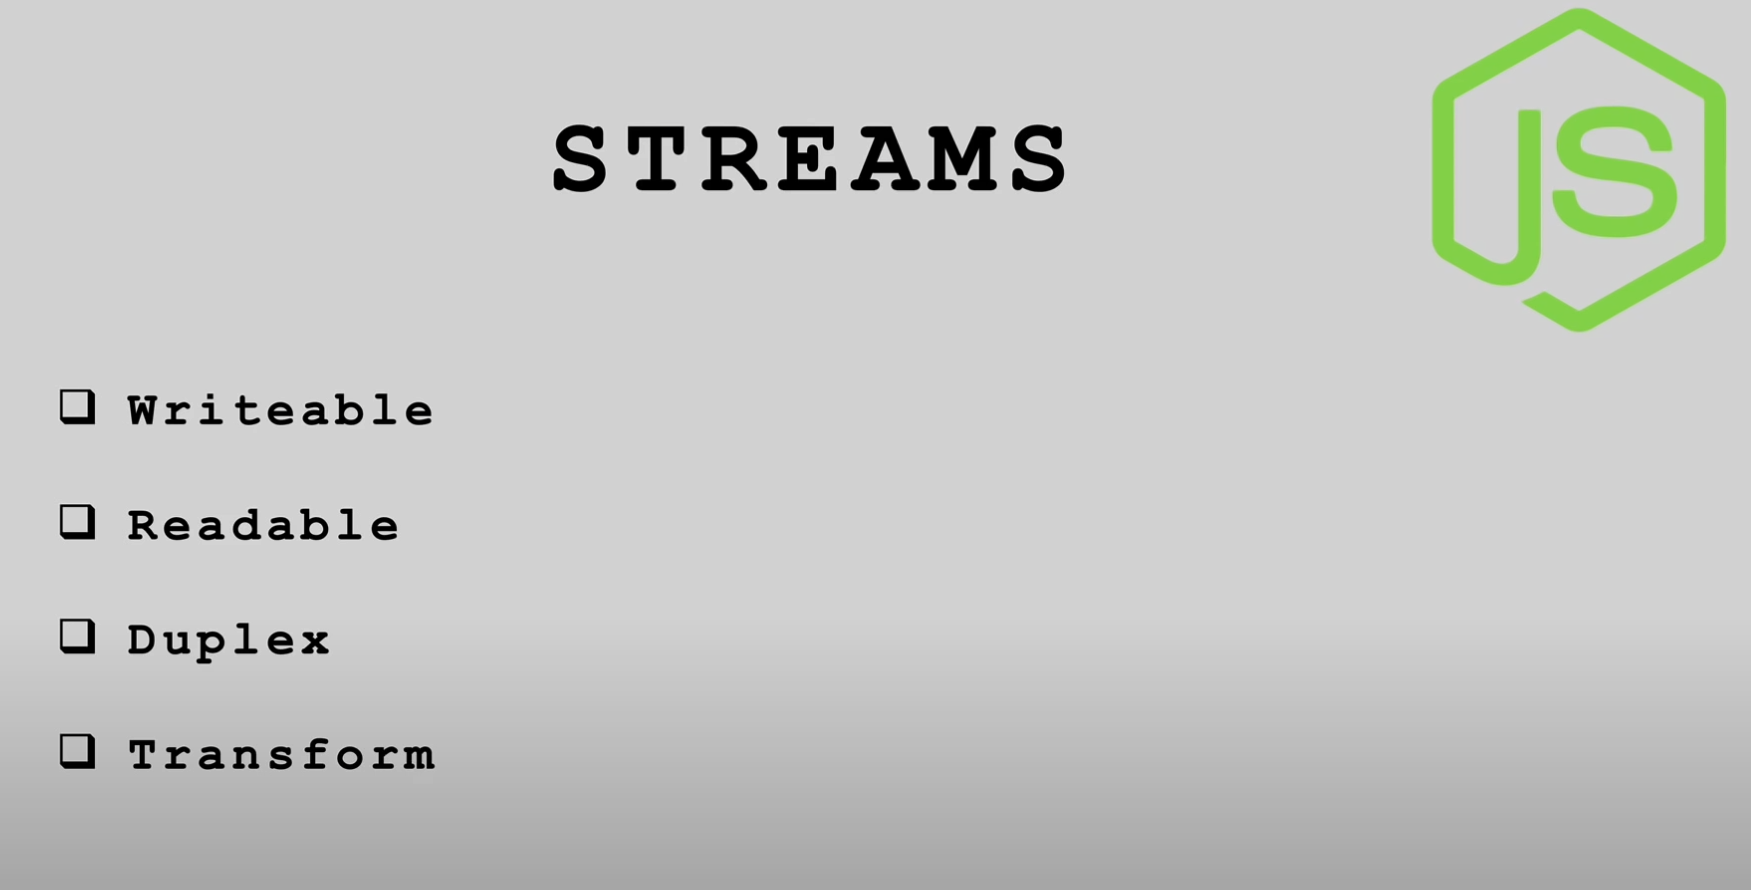 STREAMS
JS
Writeable
Readable
Duplex
Transform